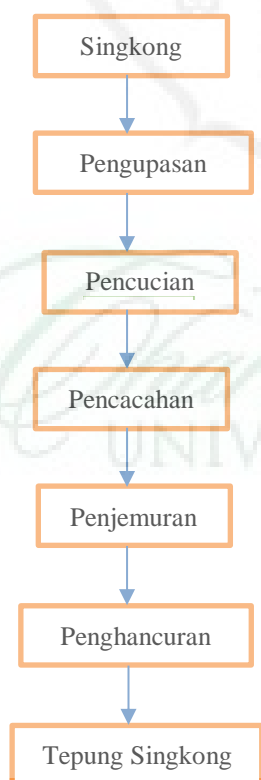 Singkong
Pengupasan
Pencucian
Pencacahan
Penjemuran
Penghancuran
Tepung Singkong